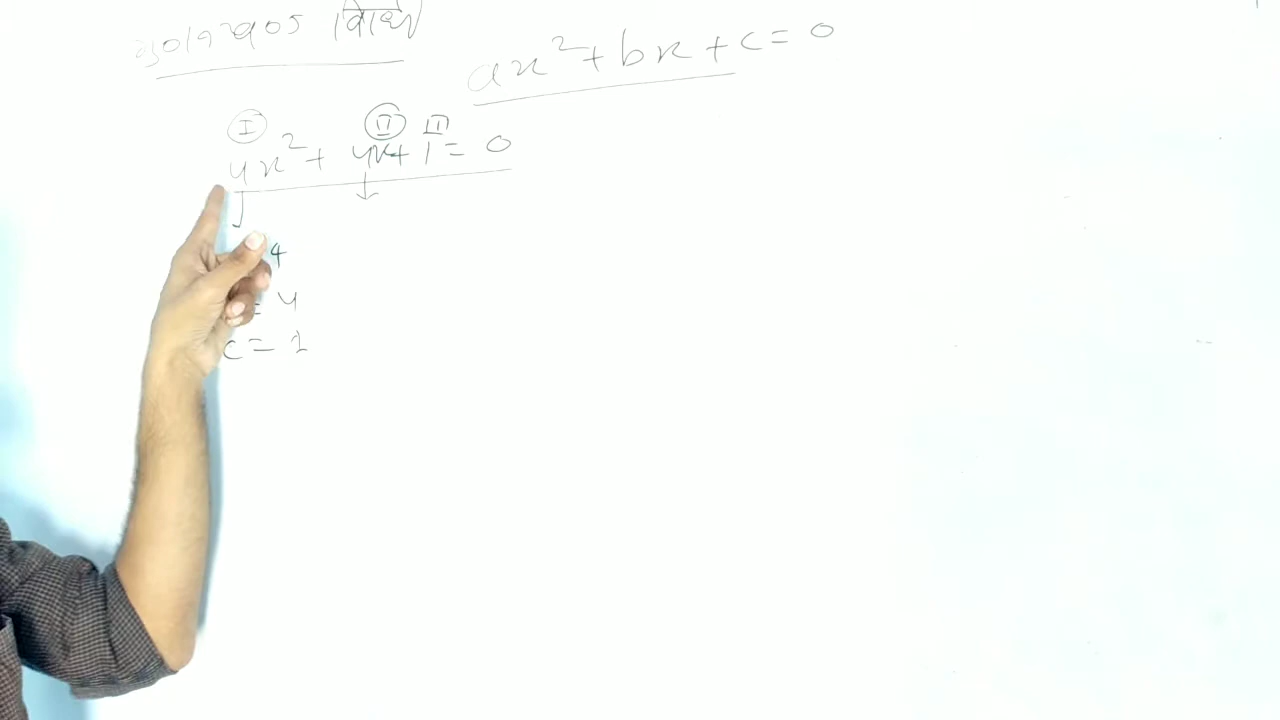 गुणनखण्ड विधि
ax² + bx + c = 0
I II III
4x² + 4x + 1 = 0
4
= 4
c = 1